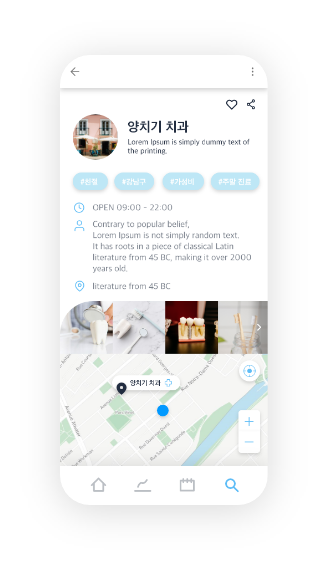 양치기 치과
Lorem Ipsum is simply dummy text of
the printing.
#친절 #강남구 #가성비 #주말 진료
OPEN 09:00 - 22:00
Contrary to popular belief,
Lorem Ipsum is not simply random text.
It has roots in a piece of classical Latin
literature from 45 BC, making it over 2000
years old.
literature from 45 BC
양치기 치과